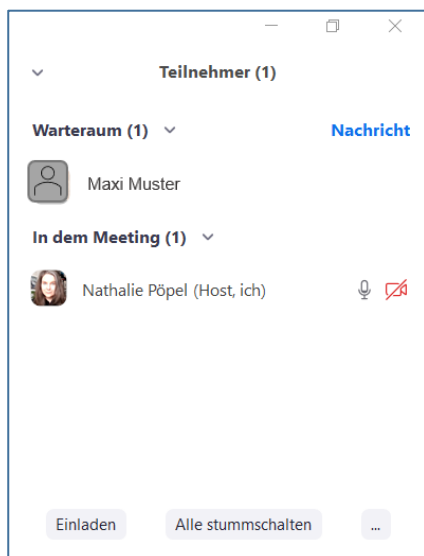 Teilnehmer (1)
Warteraum (1) Nachricht
Maxi Muster
In dem Meeting (1)
Nathalie Pöpel (Host, ich)
Einladen Alle stummschalten ...